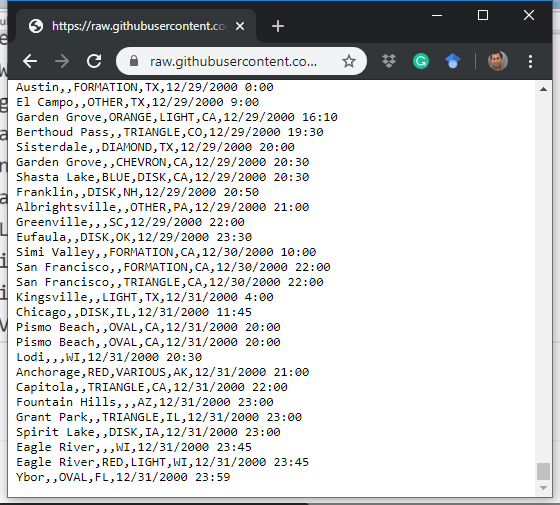 https://raw.githubusercontent.co
raw.githubusercontent.co...
Austin,,FORMATION,TX,12/29/2000 0:00
El Campo,,OTHER,TX,12/29/2000 9:00
Garden Grove,ORANGE,LIGHT,CA,12/29/2000 16:10
Berthoud Pass,,TRIANGLE,CO,12/29/2000 19:30
Sisterdale,,DIAMOND,TX,12/29/2000 20:00
Garden Grove,,CHEVRON,CA,12/29/2000 20:30
Shasta Lake,BLUE,DISK,CA,12/29/2000 20:30
Franklin,,DISK,NH,12/29/2000 20:50
Albrightsville,,OTHER,PA,12/29/2000 21:00
Greenville,,,SC,12/29/2000 22:00
Eufaula,,DISK,OK,12/29/2000 23:30
Simi Valley,,FORMATION,CA,12/30/2000 10:00
San Francisco,,FORMATION,CA,12/30/2000 22:00
San Francisco,,TRIANGLE,CA,12/30/2000 22:00
Kingsville,,LIGHT,TX,12/31/2000 4:00
Chicago,,DISK,IL,12/31/2000 11:45
Pismo Beach,,OVAL,CA,12/31/2000 20:00
Pismo Beach,,OVAL,CA,12/31/2000 20:00
Lodi,,,WI,12/31/2000 20:30
Anchorage,RED,VARIOUS,AK,12/31/2000 21:00
Capitola,,TRIANGLE,CA,12/31/2000 22:00
Fountain Hills,,,AZ,12/31/2000 23:00
Grant Park,,TRIANGLE,IL,12/31/2000 23:00
Spirit Lake,,DISK,IA,12/31/2000 23:00
Eagle River,,,WI,12/31/2000 23:45
Eagle River,RED,LIGHT,WI,12/31/2000 23:45
Ybor,,OVAL,FL,12/31/2000 23:59